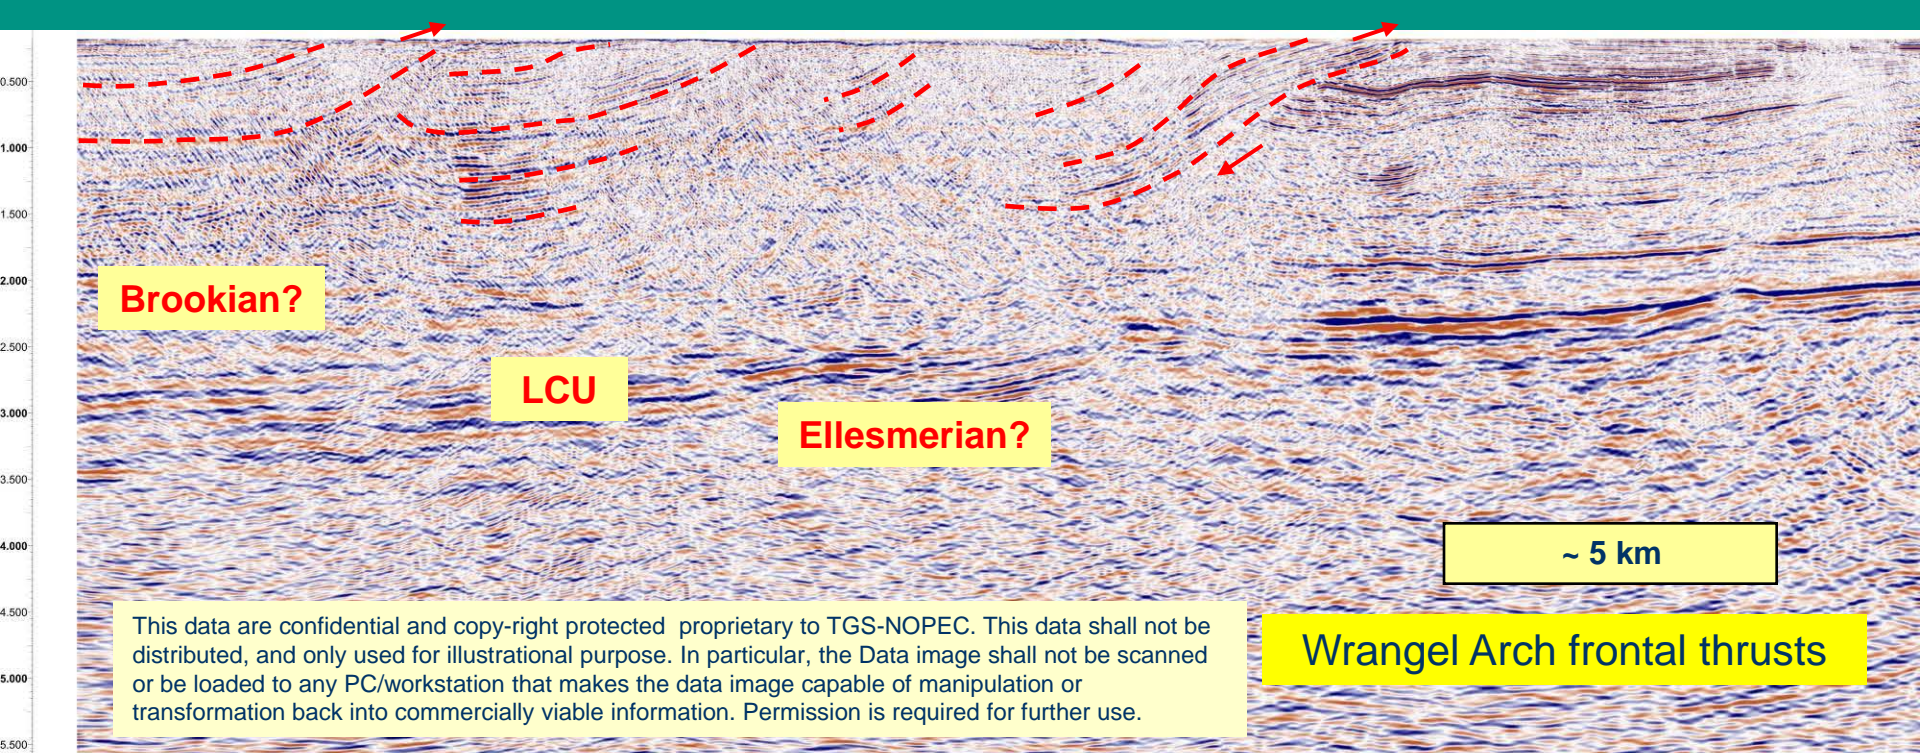 0.500
1.000
1.500
2.000
2.500
3.000
3.500
4.000
4.500
5.000
5.500
Brookian?
LCU
Ellesmerian?
~ 5 km
This data are confidential and copy-right protected  proprietary to TGS-NOPEC. This data shall not be
distributed, and only used for illustrational purpose. In particular, the Data image shall not be scanned
or be loaded to any PC/workstation that makes the data image capable of manipulation or
transformation back into commercially viable information. Permission is required for further use.
Wrangel Arch frontal thrusts